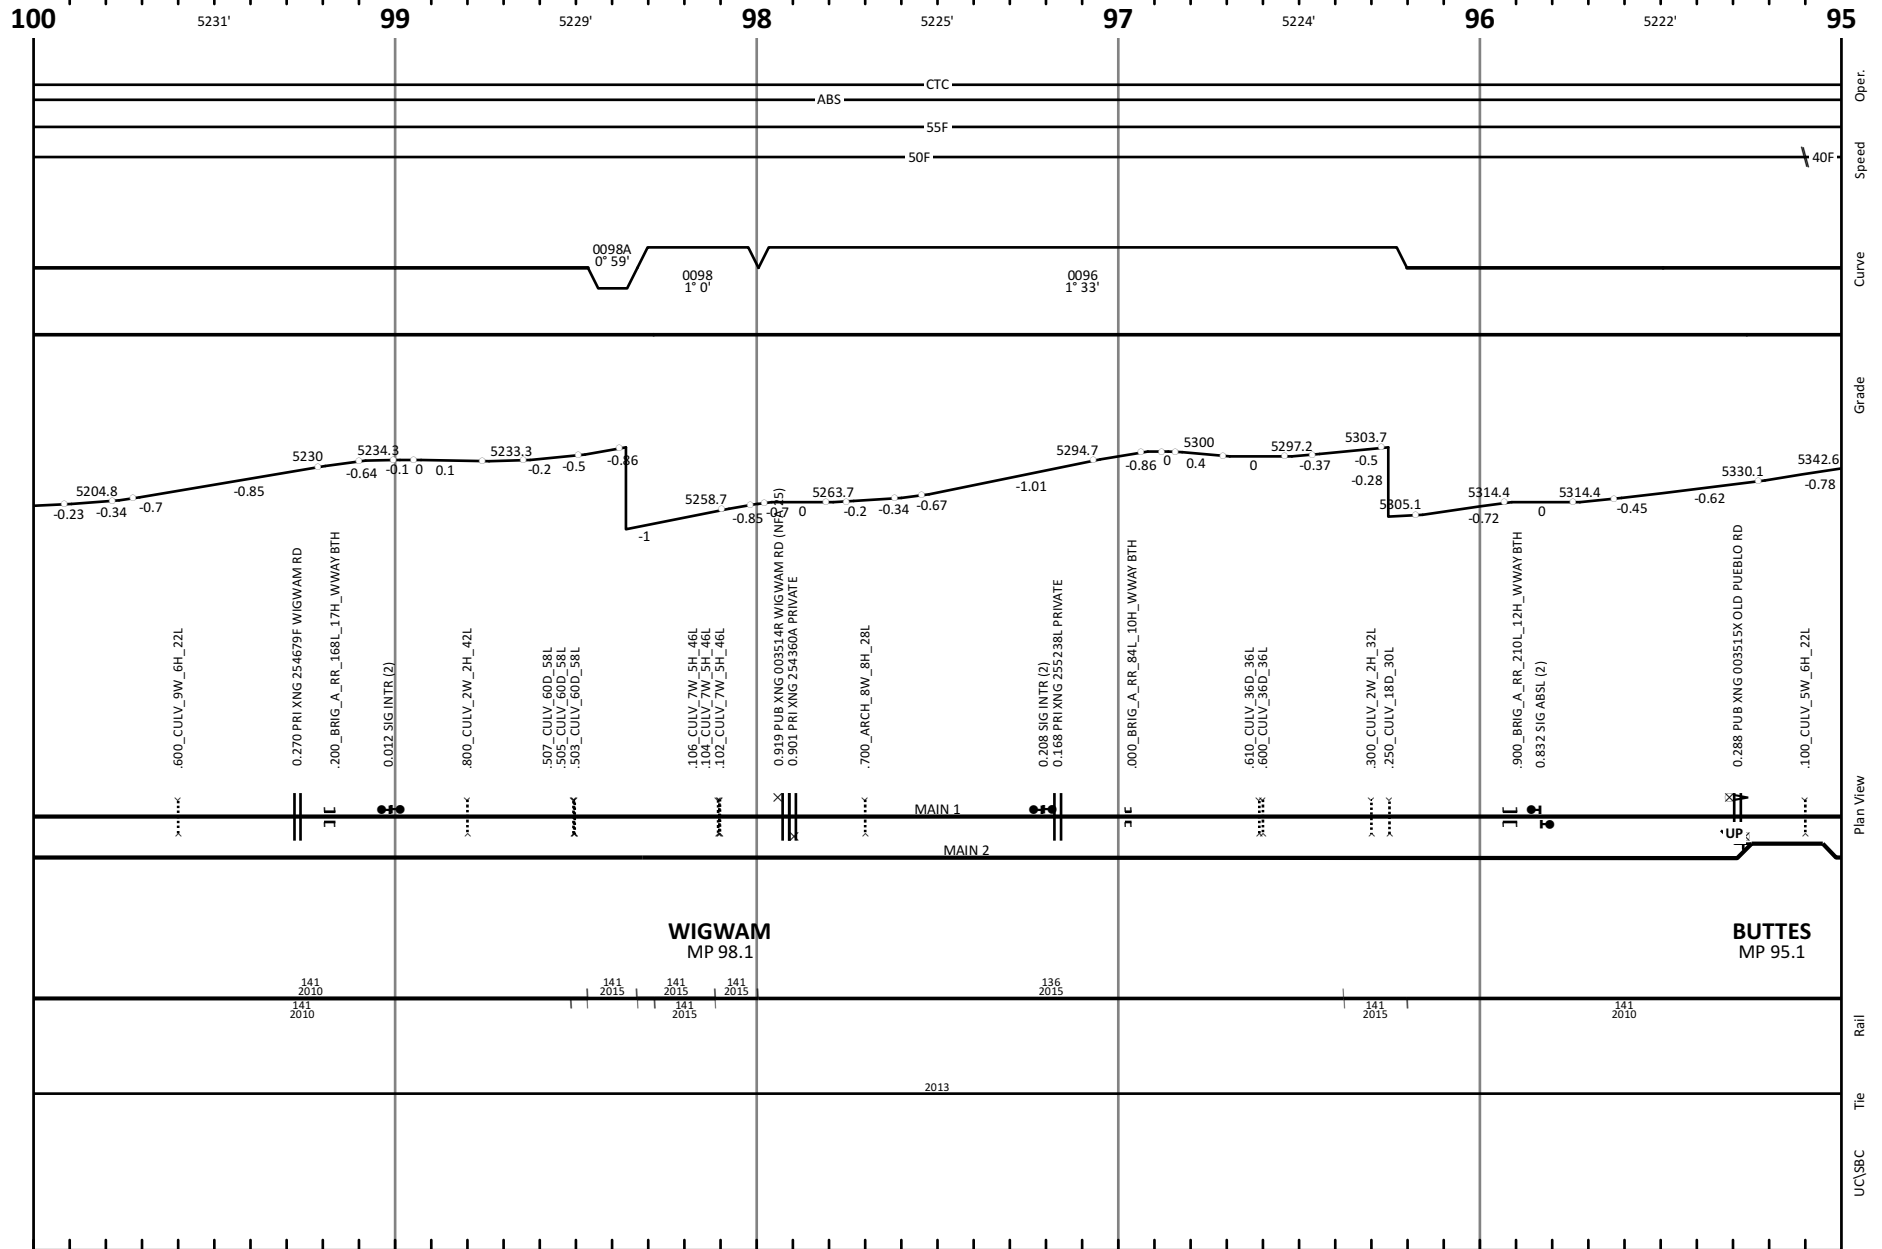 100 5231' 99 5229' 98 5225' 97 5224' 96 5222' 95
CTC
ABS
Oper.
55F
50F
40F
Speed
0098A
0° 59'
0098
1° 0'
0096
1° 33'
Curve
Grade
5204.8 5230 5234.3 5233.3 5258.7 5263.7 5294.7 5300 5297.2 5303.7 5305.1 5314.4 5314.4 5330.1 5342.6
-0.23 -0.34 -0.7 -0.85 -0.64 -0.1 0 0.1 -0.2 -0.5 -0.86 -1 -0.85 0 -0.2 -0.34 -0.67 -1.01 -0.86 0 0.4 0 -0.37 -0.5 -0.28 -0.72 0 -0.45 -0.62 -0.78
.600_CULV_9W_6H_22L
0.270 PRI XNG 254679F WIGWAM RD
.200_BRIG_A_RR_168L_17H_WWAY BTH
0.012 SIG INTR (2)
.800_CULV_2W_2H_42L
.507_CULV_60D_58L
.505_CULV_60D_58L
.503_CULV_60D_58L
.106_CULV_7W_5H_46L
.104_CULV_7W_5H_46L
.102_CULV_7W_5H_46L
0.919 PUB XNG 003514R WIGWAM RD (NFA 25)
0.901 PRI XNG 254360A PRIVATE
.700_ARCH_8W_8H_28L
0.208 SIG INTR (2)
0.168 PRI XNG 255238L PRIVATE
.000_BRIG_A_RR_84L_10H_WWAY BTH
.610_CULV_36D_36L
.600_CULV_36D_36L
.300_CULV_2W_2H_32L
.250_CULV_18D_30L
.900_BRIG_A_RR_210L_12H_WWAY BTH
0.832 SIG ABSL (2)
0.288 PUB XNG 003515X OLD PUEBLO RD
.100_CULV_5W_6H_22L
MAIN 1
Plan View
UP
MAIN 2
WIGWAM
MP 98.1
BUTTES
MP 95.1
141
2010
141
2015
141
2015
141
2015
136
2015
141
2010
141
2015
141
2015
141
2010
Rail
2013
Tie
UC\SBC